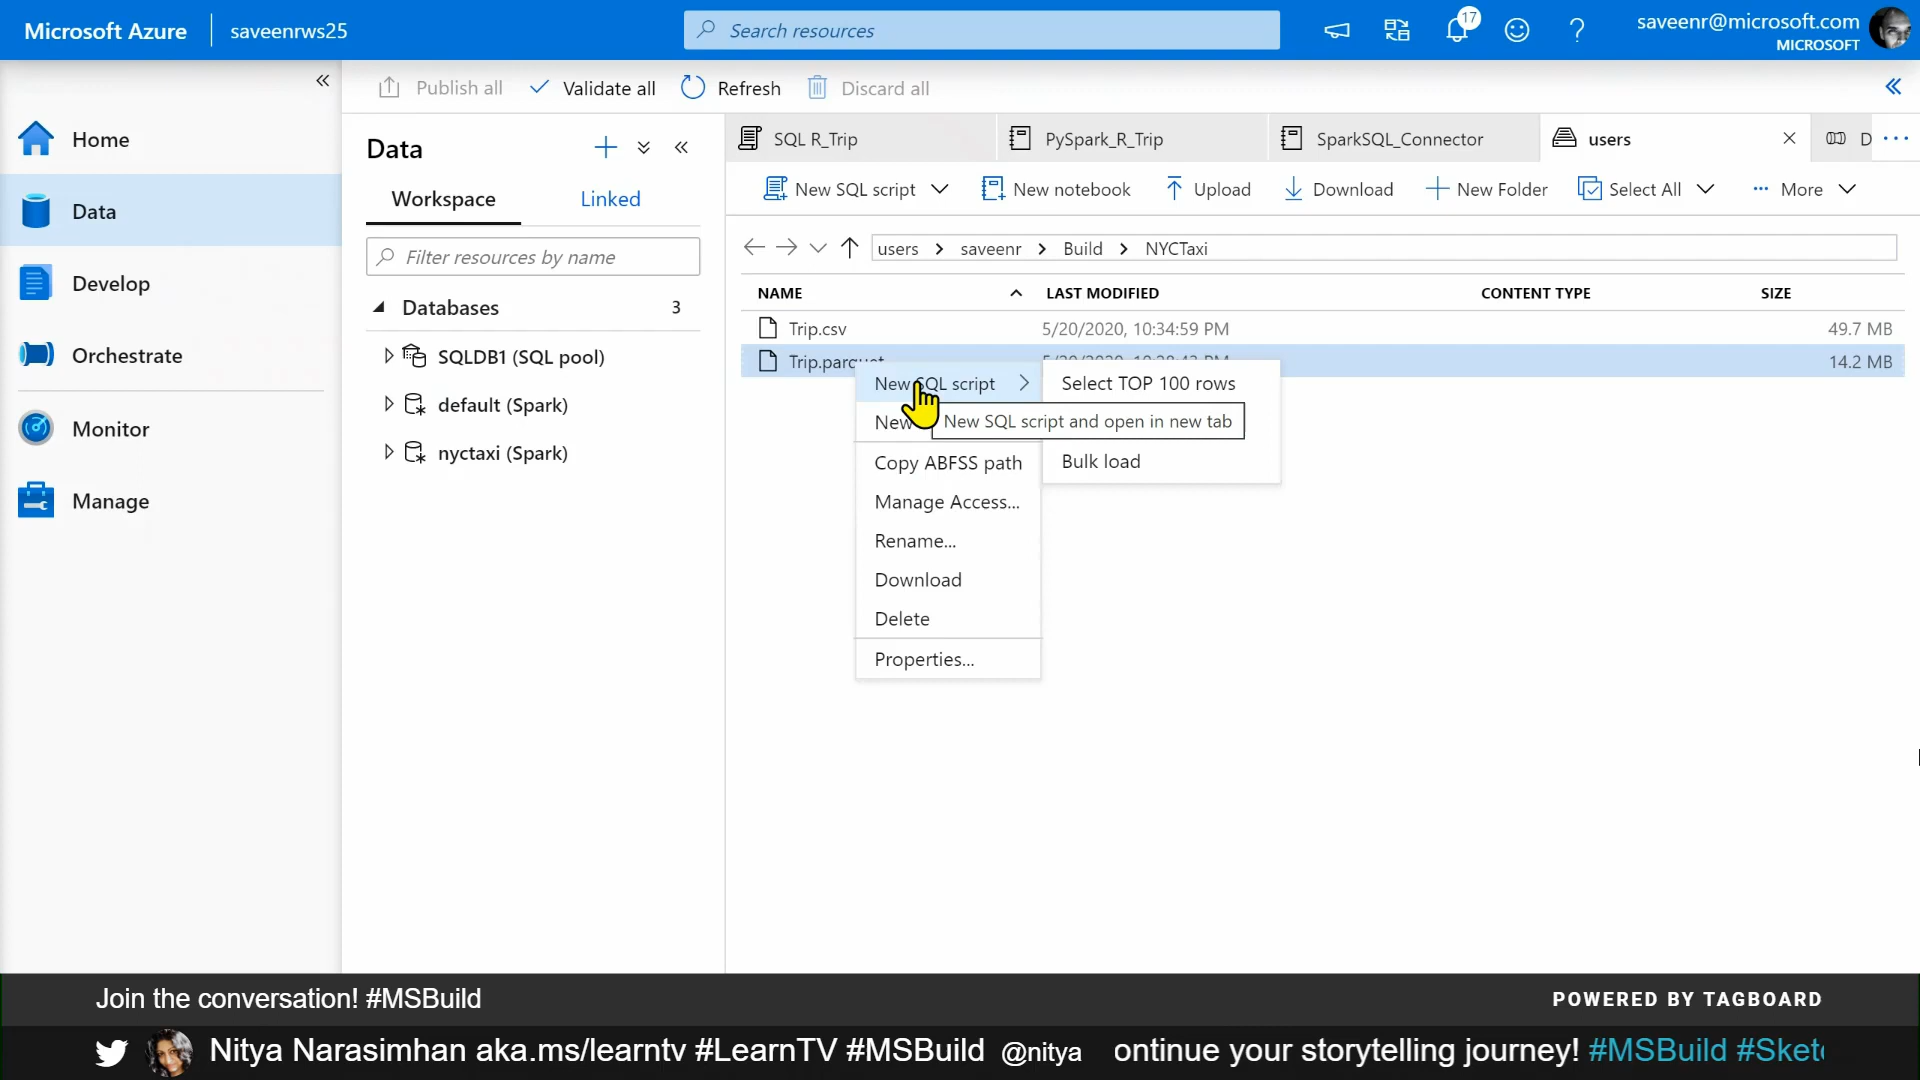 Microsoft Azure
saveenrws25
Search resources
17
saveenr@microsoft.com
MICROSOFT
Publish all
Validate all
Refresh
Discard all
Home
Data
Develop
Orchestrate
Monitor
Manage
Data
Workspace
Linked
Filter resources by name
Databases 3
SQLDB1 (SQL pool)
default (Spark)
nyctaxi (Spark)
SQL R_Trip
PySpark_R_Trip
SparkSQL_Connector
users
D
New SQL script
New notebook
Upload
Download
New Folder
Select All
More
users > saveenr > Build > NYCTaxi
NAME LAST MODIFIED CONTENT TYPE SIZE
Trip.csv 5/20/2020, 10:34:59 PM 49.7 MB
Trip.parquet 14.2 MB
New SQL script
New
Copy ABFSS path
Manage Access...
Rename...
Download
Delete
Properties...
Select TOP 100 rows
New SQL script and open in new tab
Bulk load
Join the conversation! #MSBuild
POWERED BY TAGBOARD
Nitya Narasimhan aka.ms/learntv #LearnTV #MSBuild @nitya ontinue your storytelling journey! #MSBuild #Sket